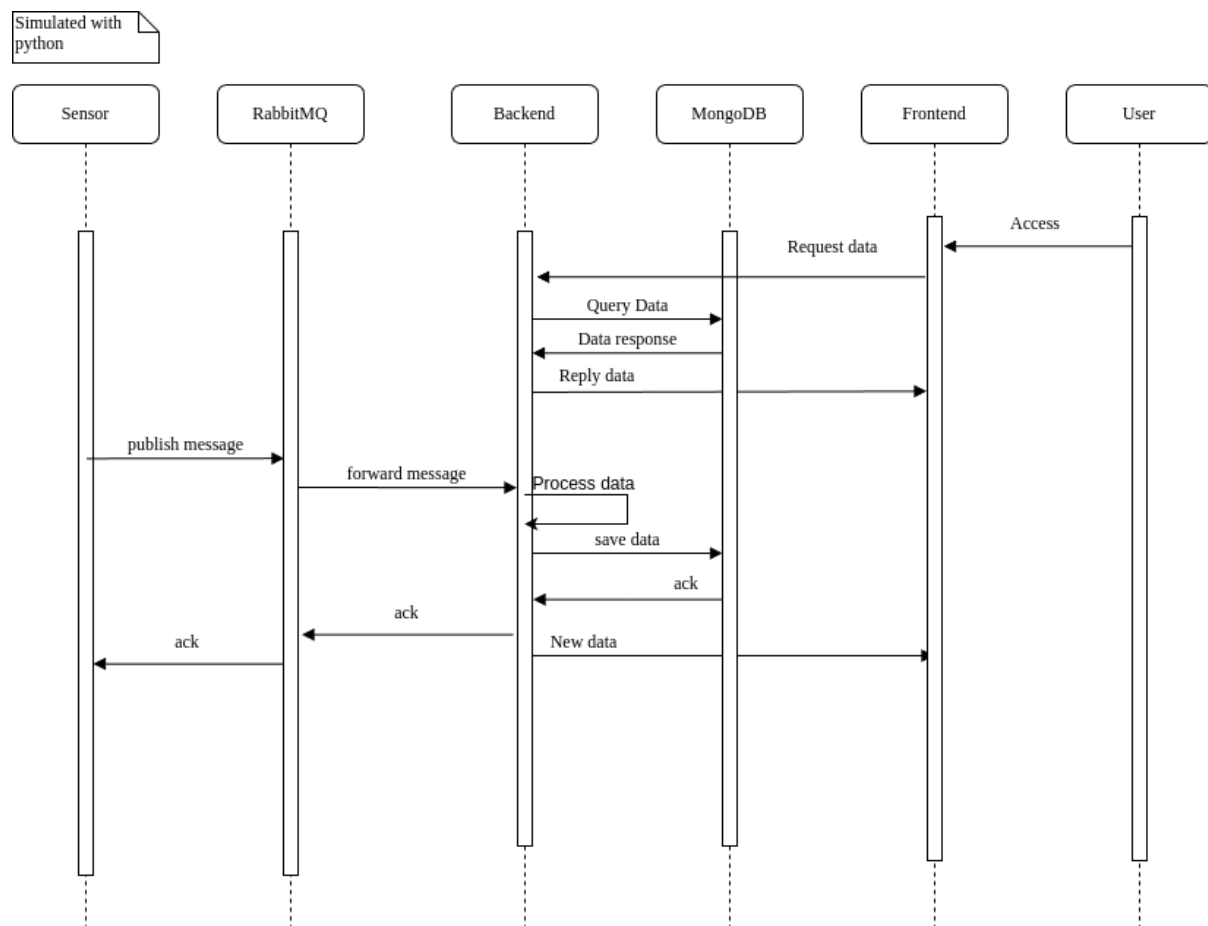 Simulated with
python
Sensor
RabbitMQ
Backend
MongoDB
Frontend
User
Access
Request data
Query Data
Data response
Reply data
publish message
forward message
Process data
save data
ack
ack
ack
New data